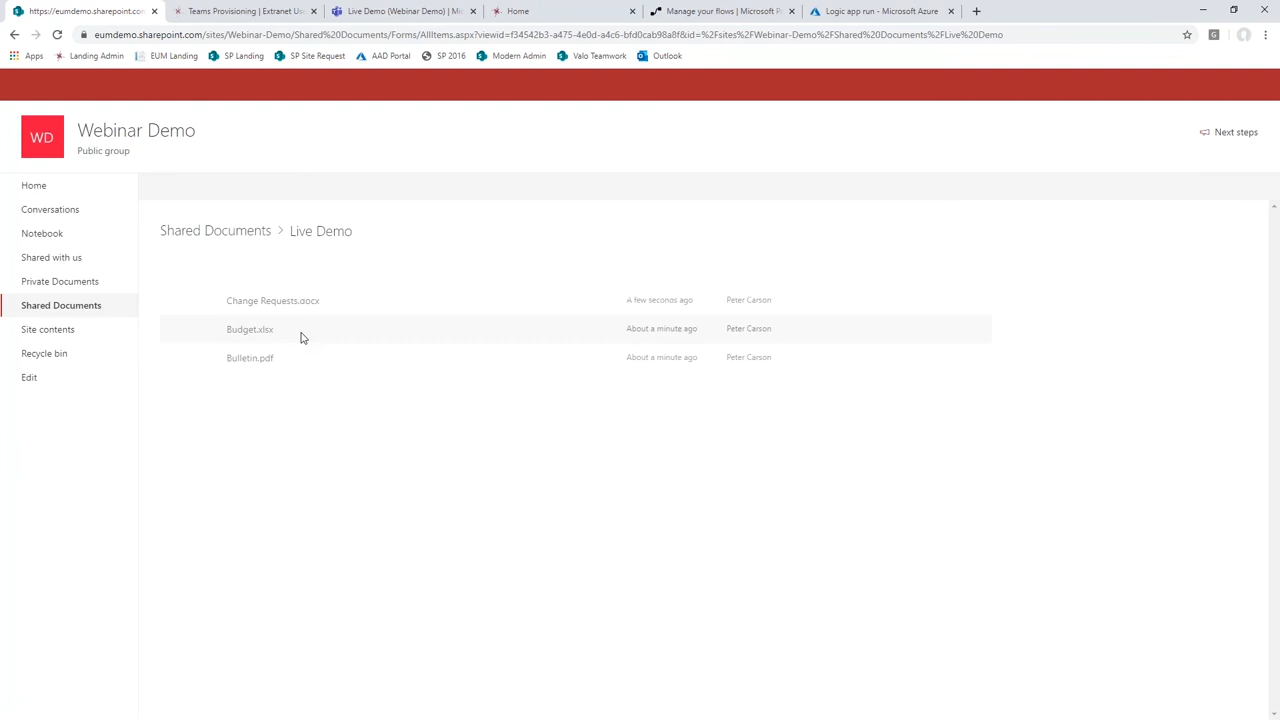 https://eumdemo.sharepoint.com/
Teams Provisioning | Extranet Use
Live Demo (Webinar Demo) | Mic
Home
Manage your flows | Microsoft P
Logic app run - Microsoft Azure
eumdemo.sharepoint.com/sites/Webinar-Demo/Shared%20Documents/Forms/AllItems.aspx?viewid=f34542b3-a475-4e0d-a4c6-bfd0cab98a8f&id=%2Fsites%2FWebinar-Demo%2FShared%20Documents%2FLive%20Demo
Apps
Landing Admin
EUM Landing
SP Landing
SP Site Request
AAD Portal
SP 2016
Modern Admin
Valo Teamwork
Outlook
WD
Webinar Demo
Public group
Next steps
Home
Conversations
Notebook
Shared with us
Private Documents
Shared Documents
Site contents
Recycle bin
Edit
Shared Documents > Live Demo
Change Requests.docx A few seconds ago Peter Carson
Budget.xlsx About a minute ago Peter Carson
Bulletin.pdf About a minute ago Peter Carson